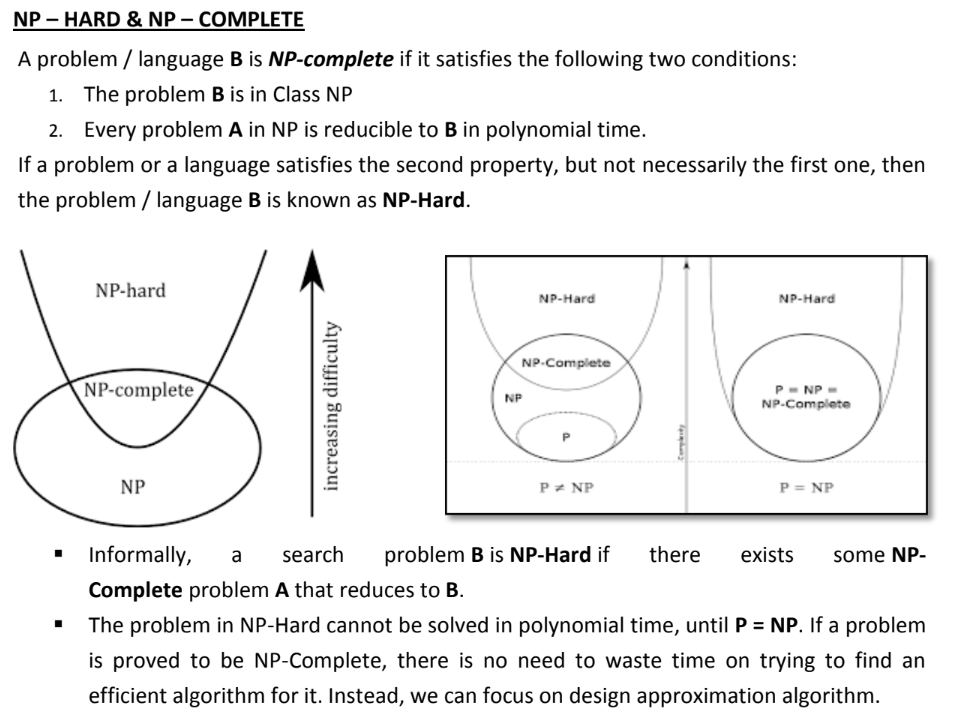 NP – HARD & NP – COMPLETE
A problem / language B is NP-complete if it satisfies the following two conditions:
1. The problem B is in Class NP
2. Every problem A in NP is reducible to B in polynomial time.
If a problem or a language satisfies the second property, but not necessarily the first one, then
the problem / language B is known as NP-Hard.
NP-hard
NP-complete
NP
increasing difficulty
NP-Hard
NP-Complete
NP
P
P ≠ NP
Complexity
NP-Hard
P = NP =
NP-Complete
P = NP
▪ Informally, a search problem B is NP-Hard if there exists some NP-
Complete problem A that reduces to B.
▪ The problem in NP-Hard cannot be solved in polynomial time, until P = NP. If a problem
is proved to be NP-Complete, there is no need to waste time on trying to find an
efficient algorithm for it. Instead, we can focus on design approximation algorithm.